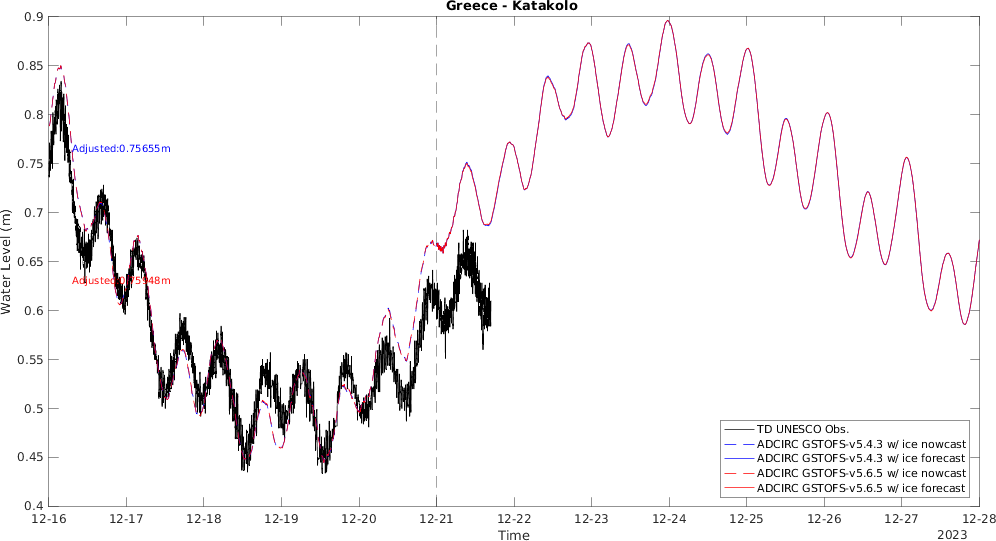 Greece - Katakolo
0.9
0.85
0.8
0.75
0.7
0.65
0.6
0.55
0.5
0.45
0.4
Water Level (m)
Adjusted:0.75655m
Adjusted:0.75948m
TD UNESCO Obs.
ADCIRC GSTOFS-v5.4.3 w/ ice nowcast
ADCIRC GSTOFS-v5.4.3 w/ ice forecast
ADCIRC GSTOFS-v5.6.5 w/ ice nowcast
ADCIRC GSTOFS-v5.6.5 w/ ice forecast
12-16 12-17 12-18 12-19 12-20 12-21 12-22 12-23 12-24 12-25 12-26 12-27 12-28
Time
2023